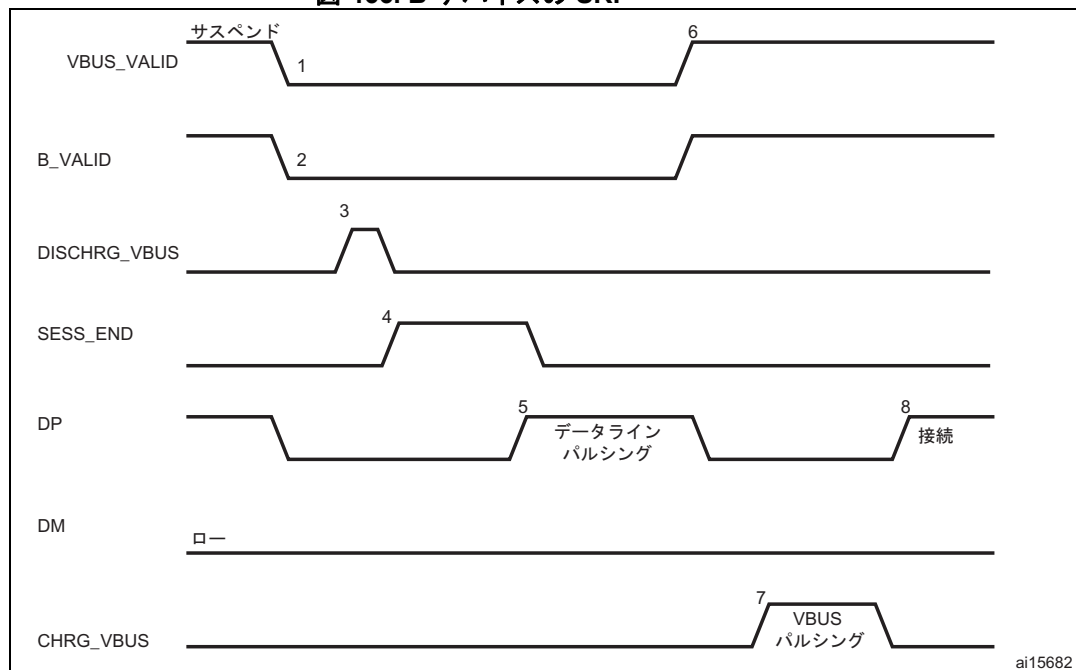 サスペンド
6
VBUS_VALID
1
B_VALID
2
3
DISCHRG_VBUS
4
SESS_END
5
8
DP
データライン
パルシング
接続
DM
ロー
7
VBUS
パルシング
CHRG_VBUS
ai15682